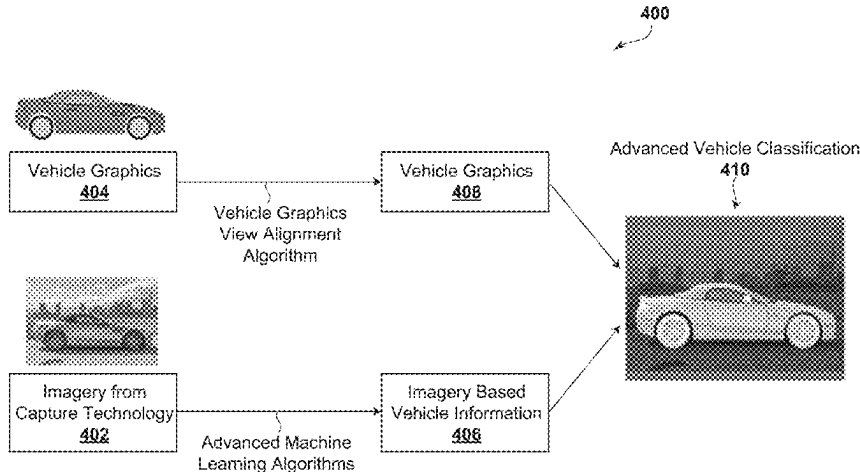 400
Advanced Vehicle Classification
410
Vehicle Graphics
404
Vehicle Graphics
408
Vehicle Graphics
View Alignment
Algorithm
Imagery from
Capture Technology
402
Imagery Based
Vehicle Information
406
Advanced Machine
Learning Algorithms